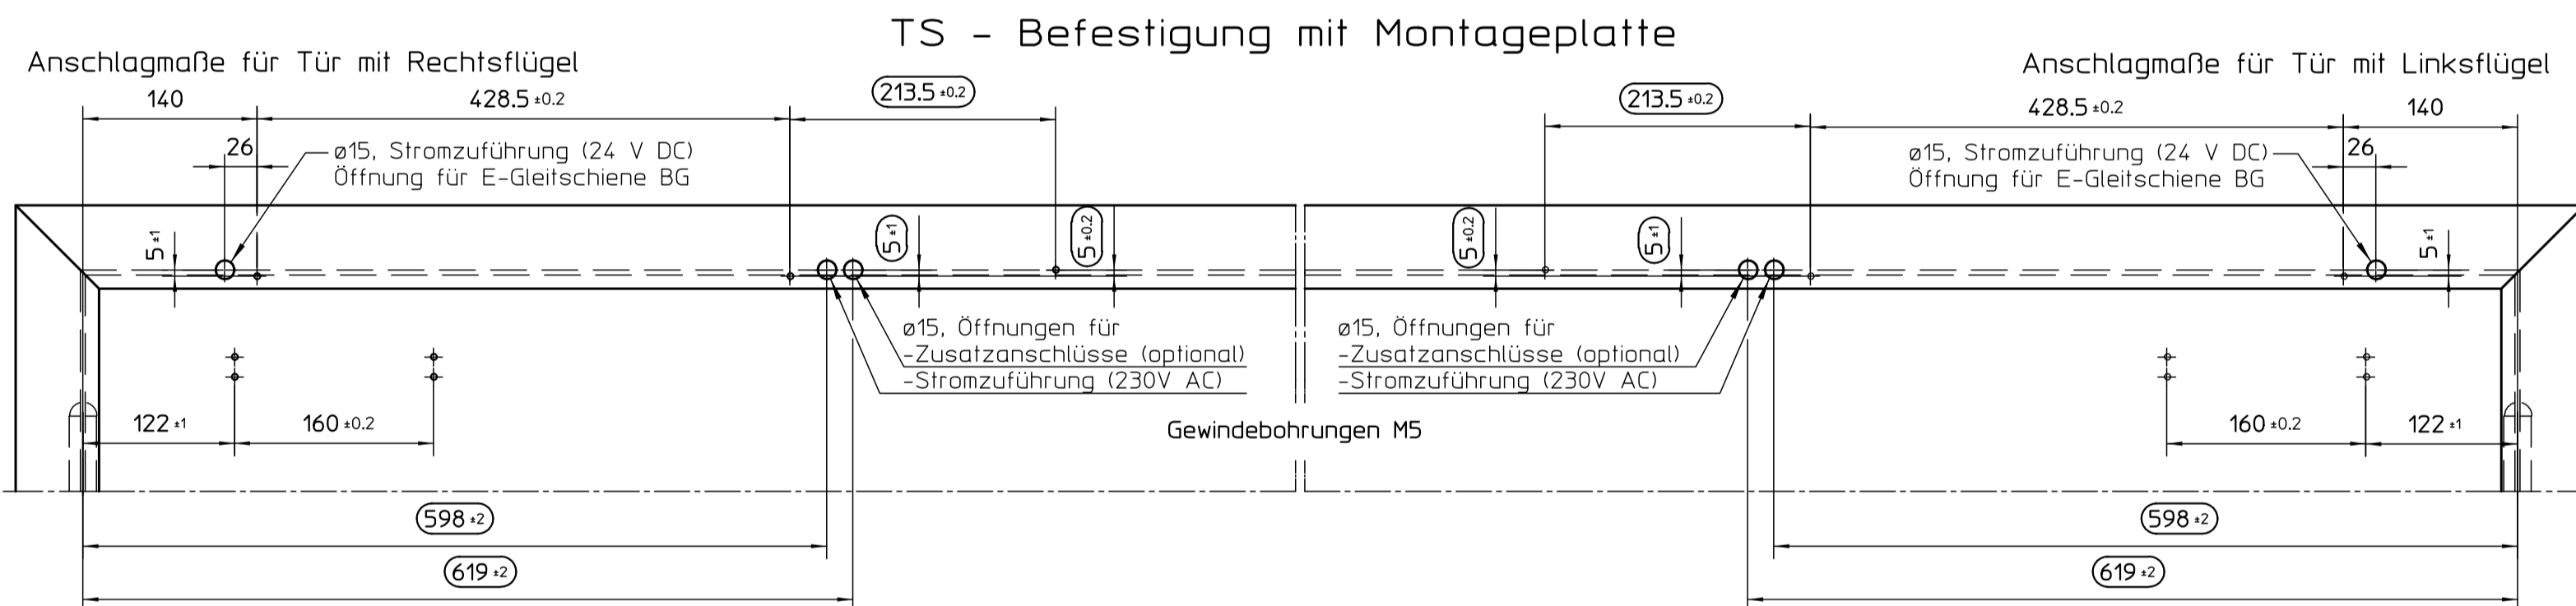 TS - Befestigung mit Montageplatte
Anschlagmaße für Tür mit Rechtsflügel
Anschlagmaße für Tür mit Linksflügel
140
428.5 ±0.2
213.5 ±0.2
213.5 ±0.2
428.5 ±0.2
140
26
ø15, Stromzuführung (24 V DC)
Öffnung für E-Gleitschiene BG
ø15, Stromzuführung (24 V DC)
Öffnung für E-Gleitschiene BG
26
5 ±1
5 ±1
5 ±0.2
5 ±0.2
5 ±1
5 ±1
ø15, Öffnungen für
-Zusatzanschlüsse (optional)
-Stromzuführung (230V AC)
ø15, Öffnungen für
-Zusatzanschlüsse (optional)
-Stromzuführung (230V AC)
122 ±1
160 ±0.2
Gewindebohrungen M5
160 ±0.2
122 ±1
598 ±2
598 ±2
619 ±2
619 ±2